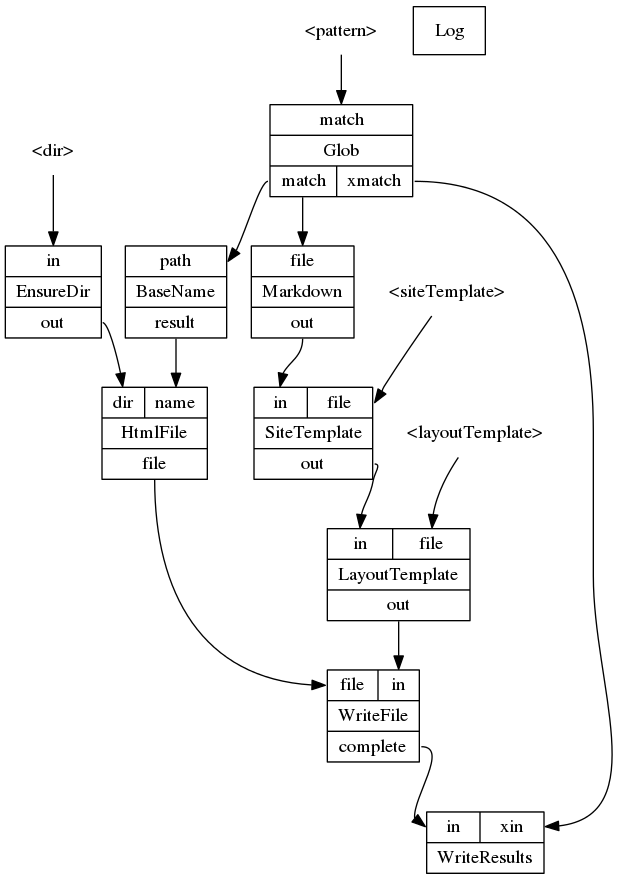 <pattern>
Log
match
Glob
match xmatch
<dir>
in
EnsureDir
out
path
BaseName
result
file
Markdown
out
<siteTemplate>
dir name
HtmlFile
file
in file
SiteTemplate
out
<layoutTemplate>
in file
LayoutTemplate
out
file in
WriteFile
complete
in xin
WriteResults